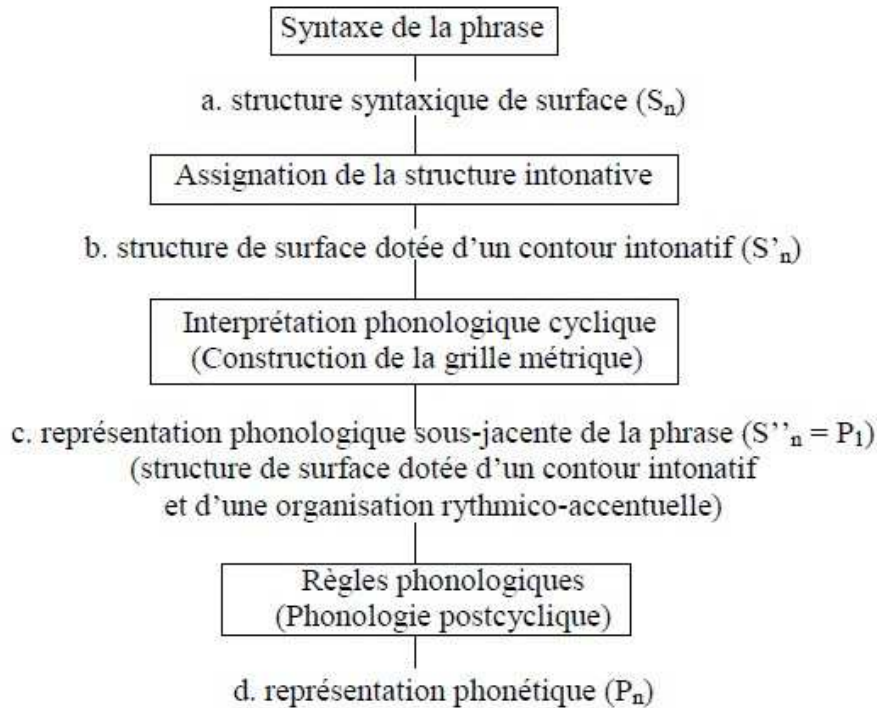 Syntaxe de la phrase
a. structure syntaxique de surface (Sₙ)
Assignation de la structure intonative
b. structure de surface dotée d’un contour intonatif (S’ₙ)
Interprétation phonologique cyclique
(Construction de la grille métrique)
c. représentation phonologique sous-jacente de la phrase (S’’ₙ = P₁)
(structure de surface dotée d’un contour intonatif
et d’une organisation rythmico-accentuelle)
Règles phonologiques
(Phonologie postcyclique)
d. représentation phonétique (Pₙ)